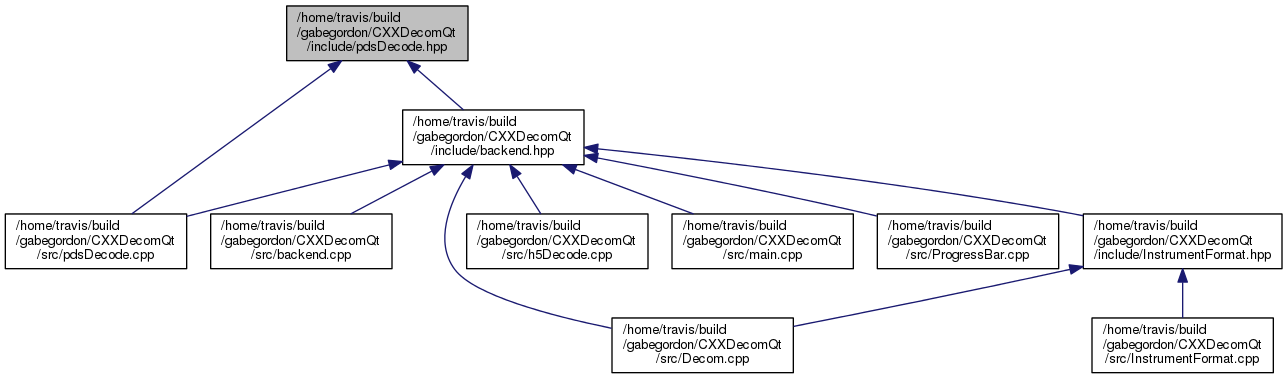 /home/travis/build
/gabegordon/CXXDecomQt
/include/pdsDecode.hpp
/home/travis/build
/gabegordon/CXXDecomQt
/include/backend.hpp
/home/travis/build
/gabegordon/CXXDecomQt
/src/pdsDecode.cpp
/home/travis/build
/gabegordon/CXXDecomQt
/src/backend.cpp
/home/travis/build
/gabegordon/CXXDecomQt
/src/h5Decode.cpp
/home/travis/build
/gabegordon/CXXDecomQt
/src/main.cpp
/home/travis/build
/gabegordon/CXXDecomQt
/src/ProgressBar.cpp
/home/travis/build
/gabegordon/CXXDecomQt
/include/InstrumentFormat.hpp
/home/travis/build
/gabegordon/CXXDecomQt
/src/Decom.cpp
/home/travis/build
/gabegordon/CXXDecomQt
/src/InstrumentFormat.cpp